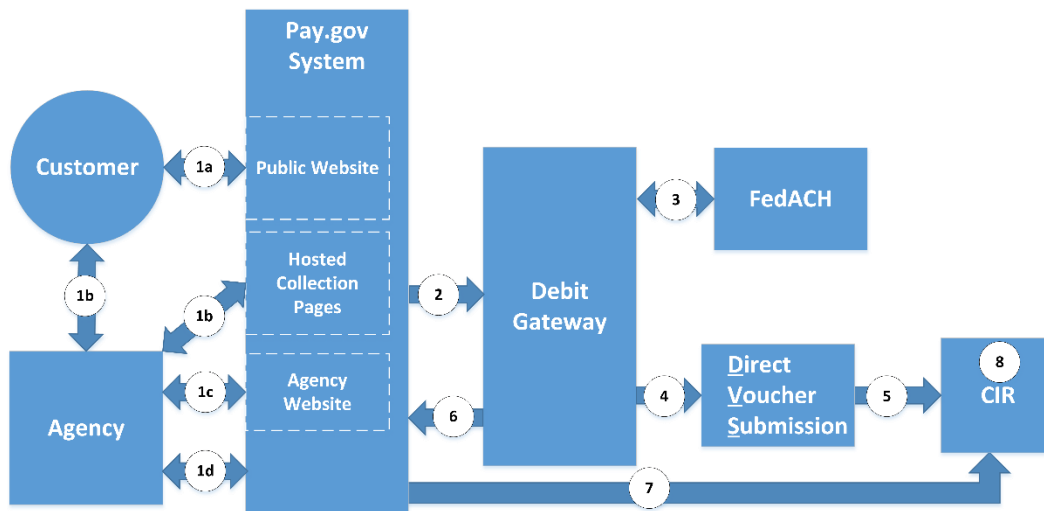 Pay.gov
System
Customer
1a
Public Website
3
FedACH
1b
1b
Hosted
Collection
Pages
2
Debit
Gateway
Agency
1c
Agency
Website
6
4
Direct
Voucher
Submission
5
8
CIR
1d
7